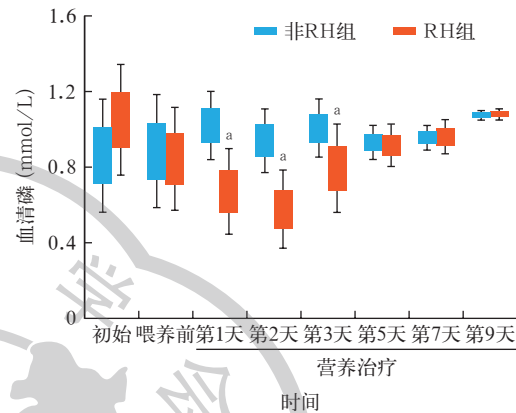 1.6
非RH组 RH组
1.2
a
a
a
0.8
0.4
0
血清磷 (mmol/L)
初始 喂养前 第1天 第2天 第3天 第5天 第7天 第9天
营养治疗
时间
学
会